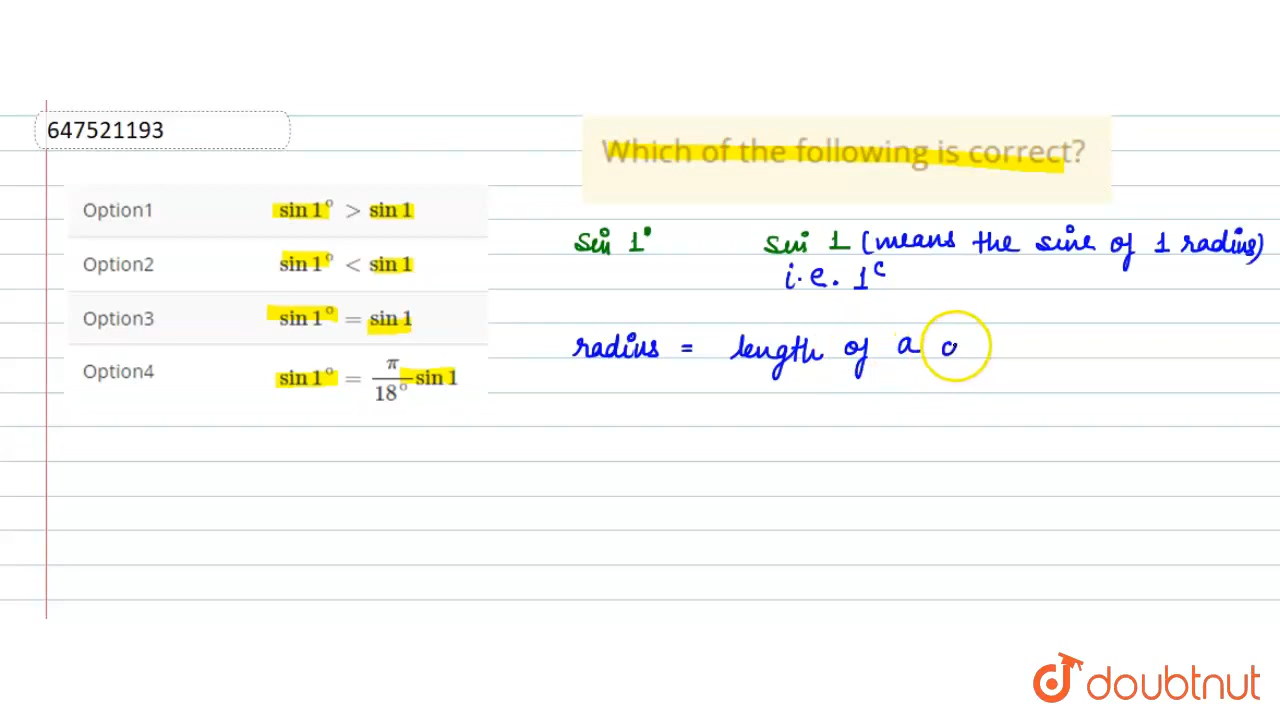 647521193
Which of the following is correct?
Option1 sin 1° > sin 1
Option2 sin 1° < sin 1
Option3 sin 1° = sin 1
Option4 sin 1° = π/18° sin 1
sin 1° sin 1 (means the sine of 1 radius)
i.e. 1ᶜ
radius = length of a c
doubtnut